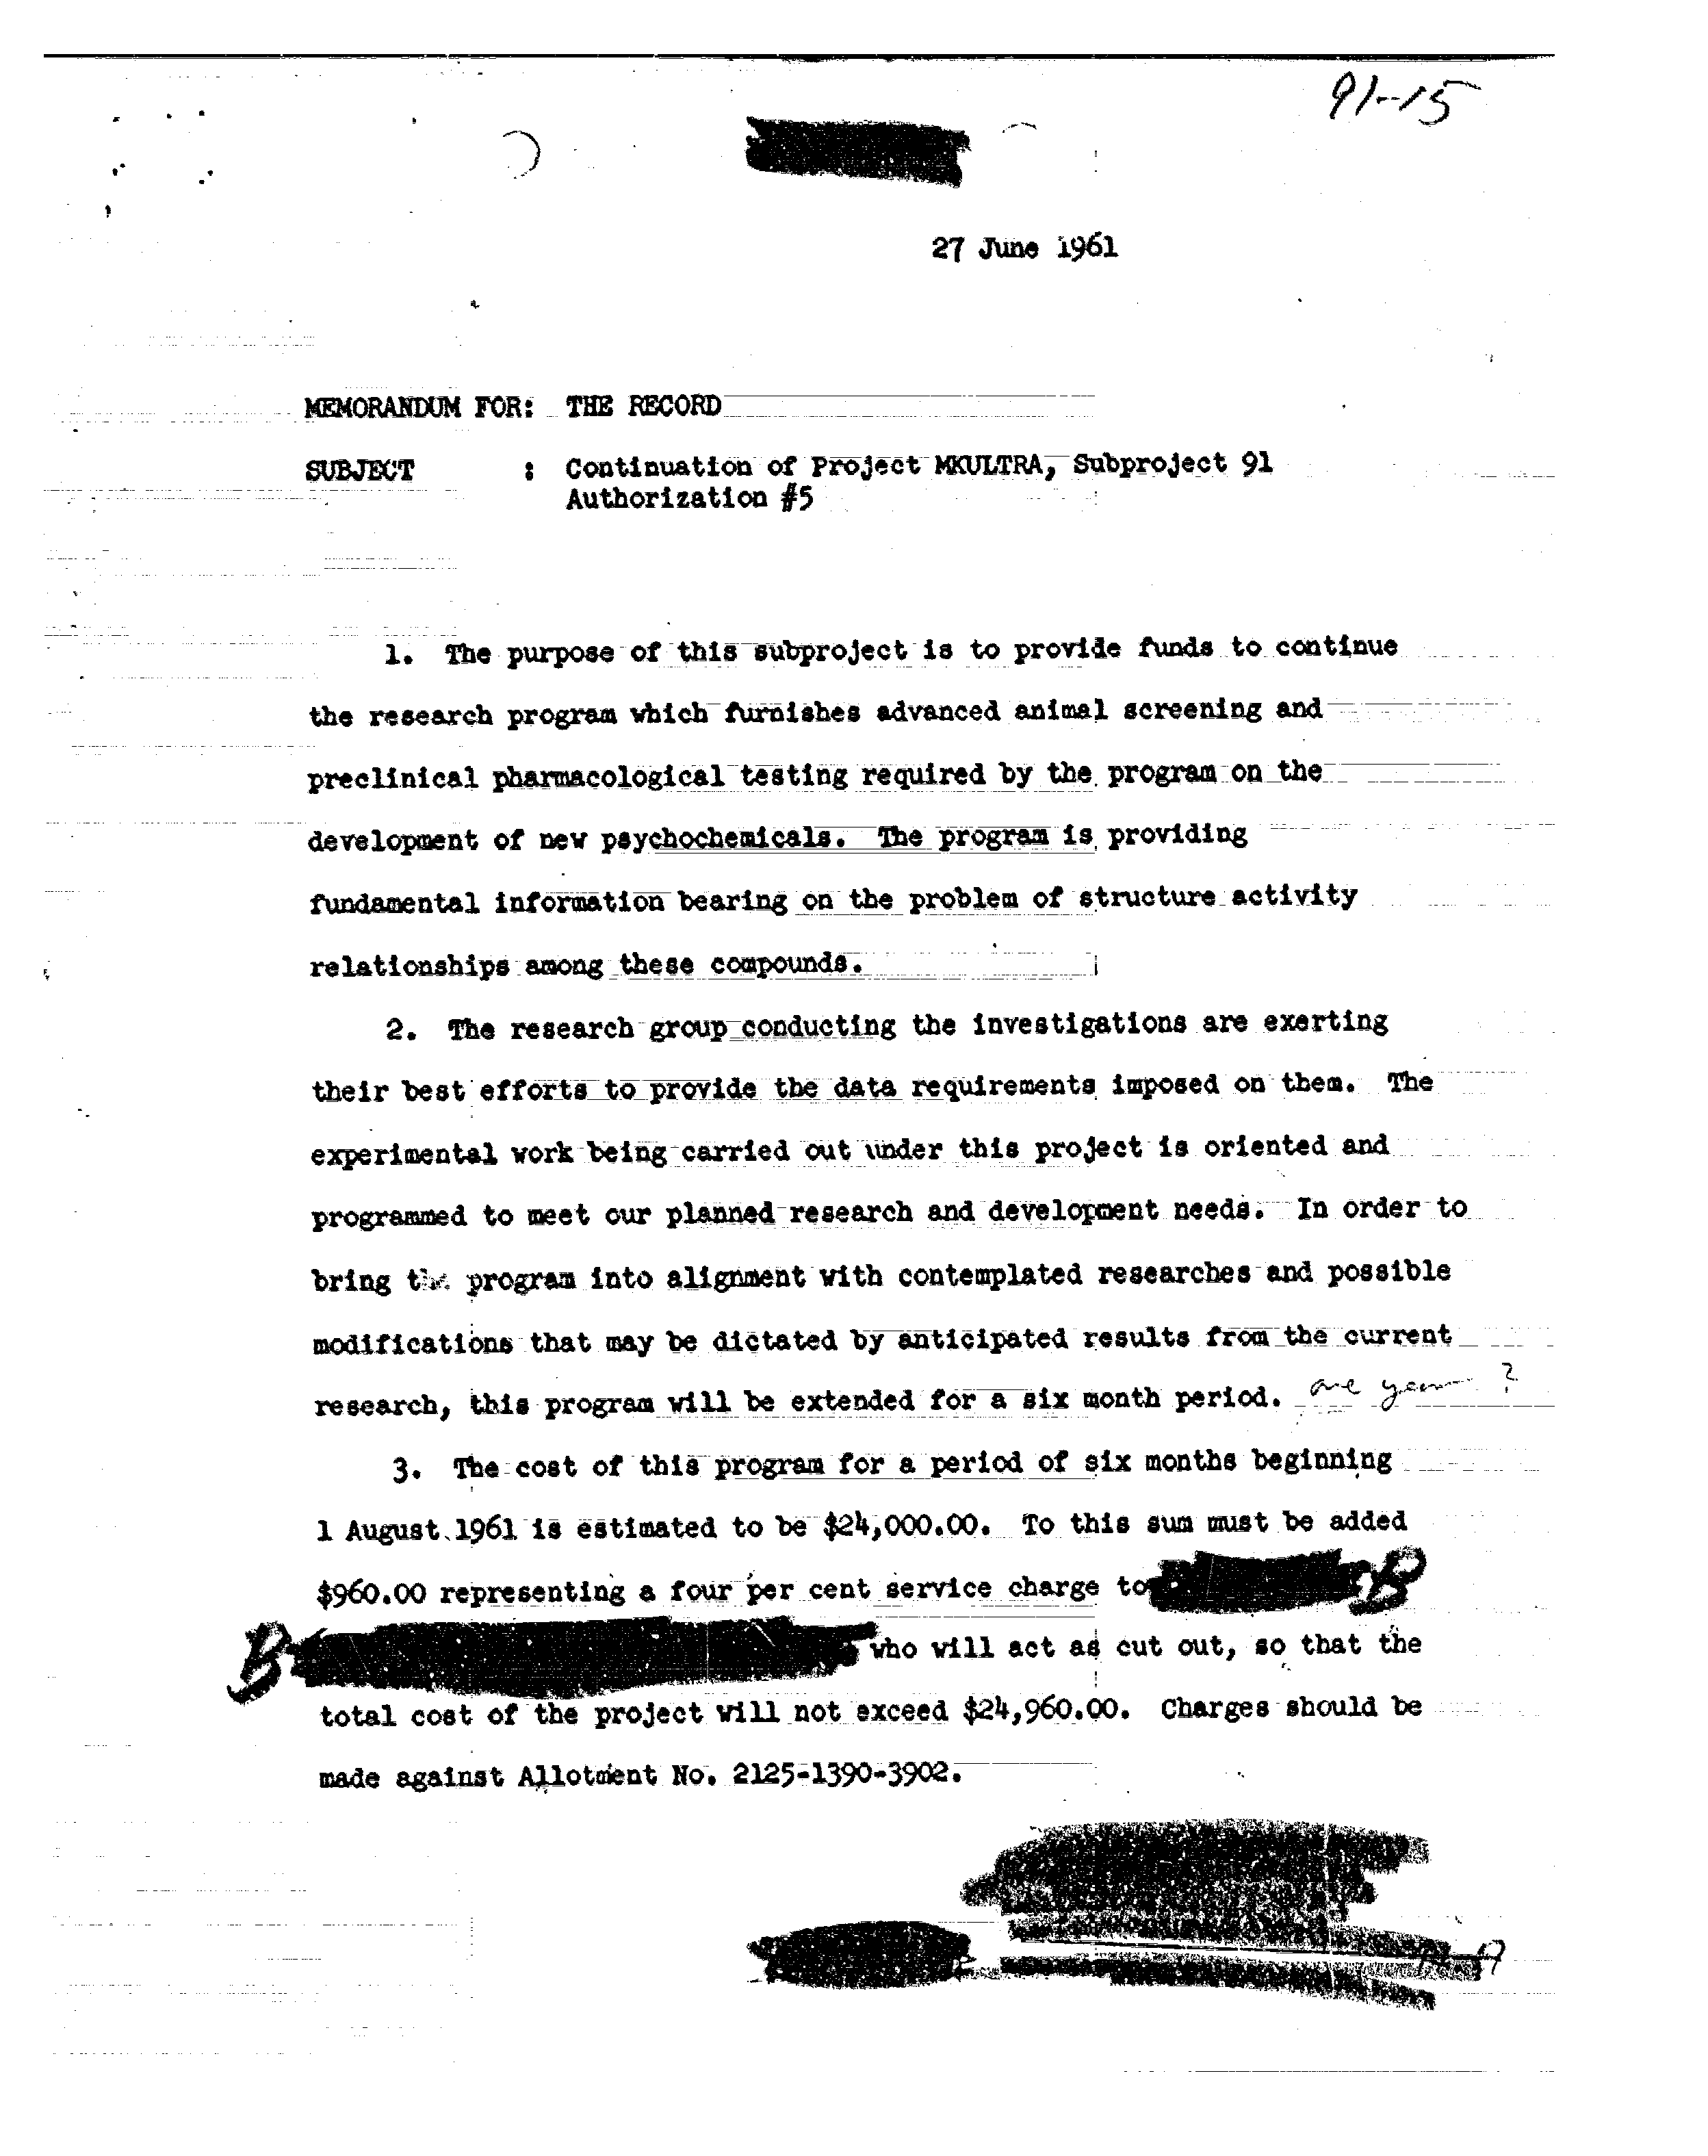 91--15
27 June 1961
MEMORANDUM FOR: THE RECORD
SUBJECT : Continuation of Project MKULTRA, Subproject 91
Authorization #5
1. The purpose of this subproject is to provide funds to continue
the research program which furnishes advanced animal screening and
preclinical pharmacological testing required by the program on the
development of new psychochemicals. The program is providing
fundamental information bearing on the problem of structure activity
relationships among these compounds.
2. The research group conducting the investigations are exerting
their best efforts to provide the data requirements imposed on them. The
experimental work being carried out under this project is oriented and
programmed to meet our planned research and development needs. In order to
bring the program into alignment with contemplated researches and possible
modifications that may be dictated by anticipated results from the current
research, this program will be extended for a six month period. one year ?
3. The cost of this program for a period of six months beginning
1 August 1961 is estimated to be $24,000.00. To this sum must be added
$960.00 representing a four per cent service charge to B
B who will act as cut out, so that the
total cost of the project will not exceed $24,960.00. Charges should be
made against Allotment No. 2125-1390-3902.